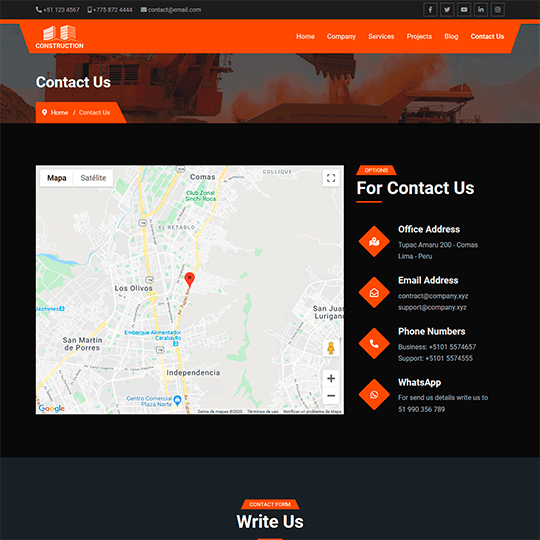 +51 123 4567 +775 872 4444 contact@email.com
CONSTRUCTION
Home Company Services Projects Blog Contact Us
Contact Us
Home / Contact Us
Mapa Satélite
Comas
COLLIQUE
Club Zonal
Sinchi Roca
EL RETABLO
Los Olivos
Av. Tupac Amaru
Embarque Alimentador
Carabayllo
San Juan
Lurigancho
San Martín
de Porres
Independencia
Centro Comercial
Plaza Norte
Google
Datos de mapas ©2020 Términos de uso Notificar un problema de Maps
OPTIONS
For Contact Us
Office Address
Tupac Amaru 200 - Comas
Lima - Peru
Email Address
contract@company.xyz
support@company.xyz
Phone Numbers
Business: +5101 5574657
Support: +5101 5574555
WhatsApp
For send us details write us to
51 990 356 789
CONTACT FORM
Write Us